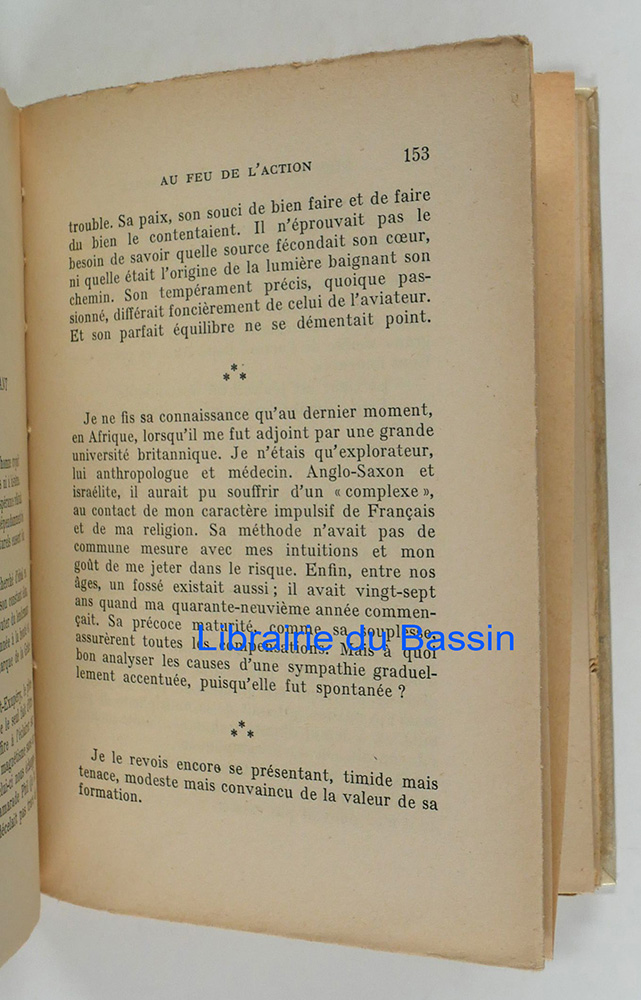 AU FEU DE L'ACTION 153
trouble. Sa paix, son souci de bien faire et de faire
du bien le contentaient. Il n'éprouvait pas le
besoin de savoir quelle source fécondait son cœur,
ni quelle était l'origine de la lumière baignant son
chemin. Son tempérament précis, quoique pas-
sionné, différait foncièrement de celui de l'aviateur.
Et son parfait équilibre ne se démentait point.
*
* *
Je ne fis sa connaissance qu'au dernier moment,
en Afrique, lorsqu'il me fut adjoint par une grande
université britannique. Je n'étais qu'explorateur,
lui anthropologue et médecin. Anglo-Saxon et
israélite, il aurait pu souffrir d'un « complexe »,
au contact de mon caractère impulsif de Français
et de ma religion. Sa méthode n'avait pas de
commune mesure avec mes intuitions et mon
goût de me jeter dans le risque. Enfin, entre nos
âges, un fossé existait aussi ; il avait vingt-sept
ans quand ma quarante-neuvième année commen-
çait. Sa précoce maturité, comme sa souplesse,
Librairie du Bassin
assurèrent toutes les compensations. Mais à quoi
bon analyser les causes d'une sympathie graduel-
lement accentuée, puisqu'elle fut spontanée ?
*
* *
Je le revois encore se présentant, timide mais
tenace, modeste mais convaincu de la valeur de sa
formation.